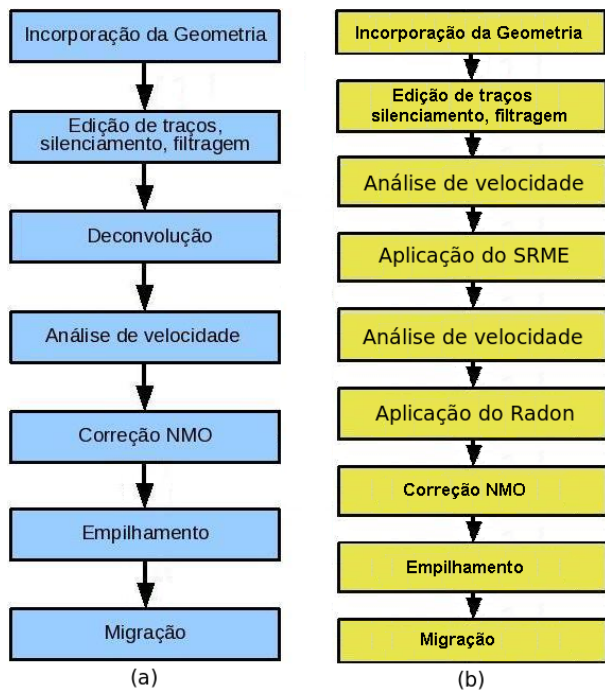 Incorporação da Geometria
Edição de traços,
silenciamento, filtragem
Deconvolução
Análise de velocidade
Correção NMO
Empilhamento
Migração
(a)
Incorporação da Geometria
Edição de traços
silenciamento, filtragem
Análise de velocidade
Aplicação do SRME
Análise de velocidade
Aplicação do Radon
Correção NMO
Empilhamento
Migração
(b)